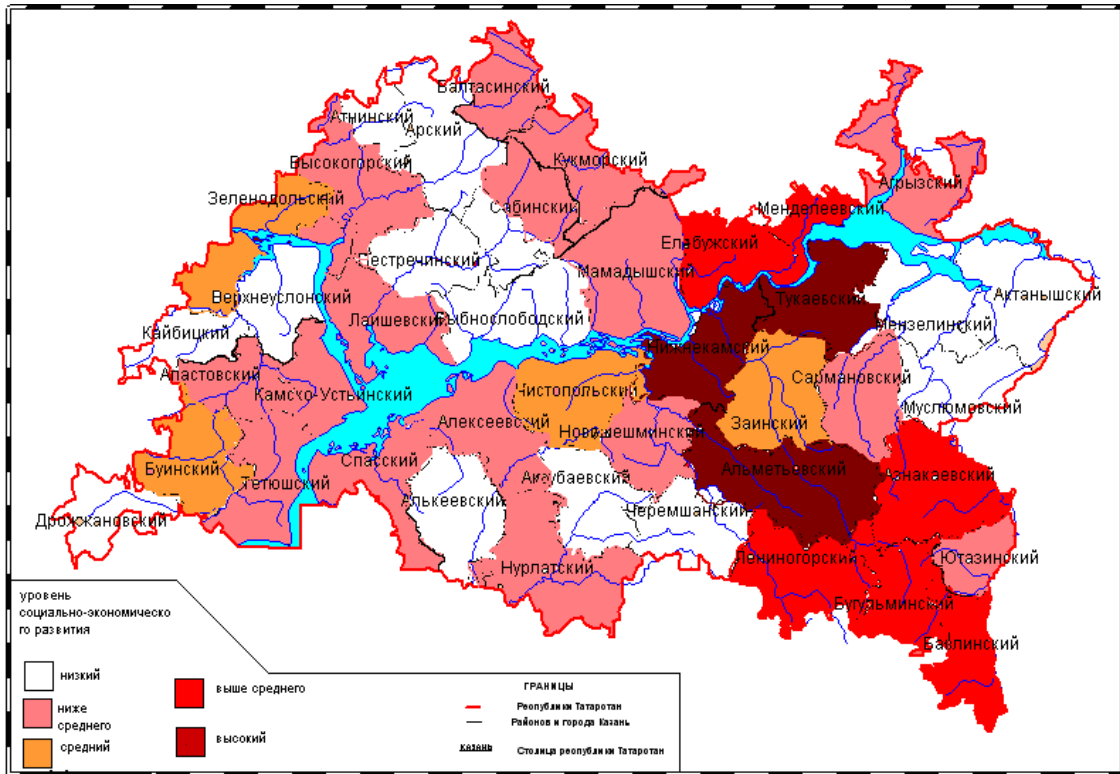 Балтасинский
Атнинский
Арский
Высокогорский
Кукморский
Агрызский
Зеленодольский
Сабинский
Менделеевский
Елабужский
Пестречинский
Мамадышский
Верхнеуслонский
Тукаевский
Актанышский
Лаишевский
Рыбнослободский
Мензелинский
Кайбицкий
Нижнекамский
Апастовский
Сармановский
Камско-Устьинский
Чистопольский
Муслюмевский
Алексеевский
Заинский
Новошешминский
Спасский
Буинский
Альметьевский
Азнакаевский
Тетюшский
Аксубаевский
Алькеевский
Дрожжановский
Черемшанский
Лениногорский
Ютазинский
Нурлатский
Бугульминский
Бавлинский
уровень
социально-экономическо
го развития
низкий
ниже
среднего
средний
выше среднего
высокий
ГРАНИЦЫ
Республики Татаротан
Районов и города Казань
КАЗАНЬ Столица республики Татаротан